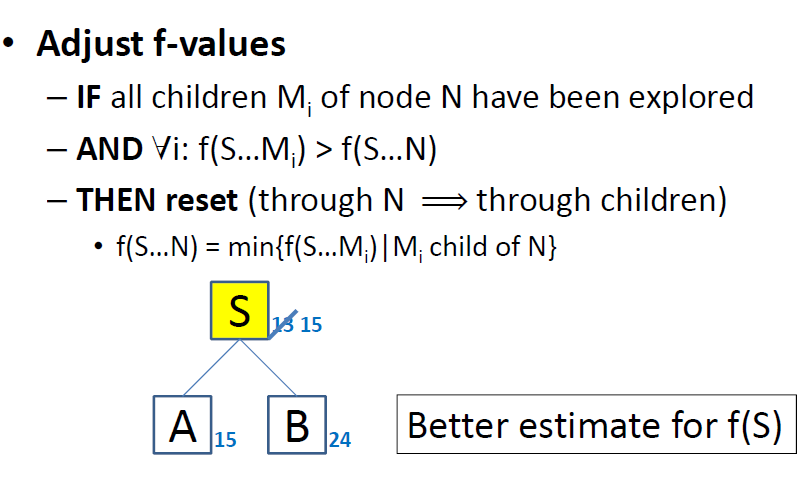 • Adjust f-values
– IF all children Mi of node N have been explored
– AND ∀i: f(S…Mi) > f(S…N)
– THEN reset (through N ⟹ through children)
• f(S…N) = min{f(S…Mi)|Mi child of N}
S 13 15
A 15 B 24
Better estimate for f(S)